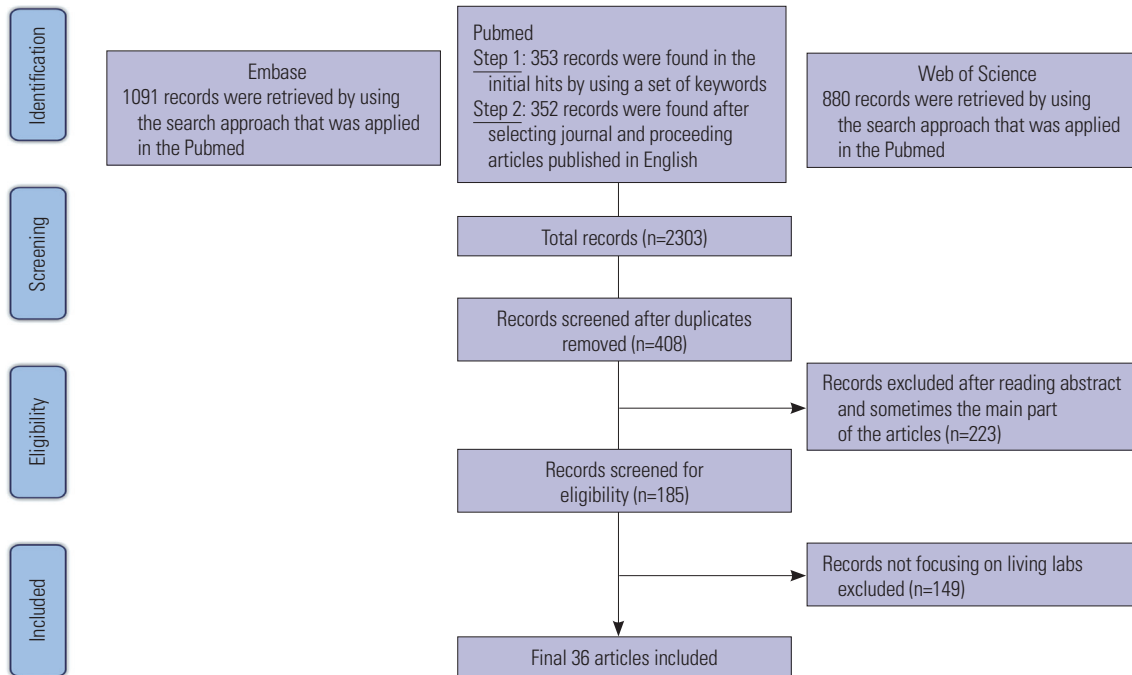 Identification
Embase
1091 records were retrieved by using
the search approach that was applied
in the Pubmed
Pubmed
Step 1: 353 records were found in the
initial hits by using a set of keywords
Step 2: 352 records were found after
selecting journal and proceeding
articles published in English
Web of Science
880 records were retrieved by using
the search approach that was applied
in the Pubmed
Screening
Total records (n=2303)
Records screened after duplicates
removed (n=408)
Eligibility
Records excluded after reading abstract
and sometimes the main part
of the articles (n=223)
Records screened for
eligibility (n=185)
Included
Records not focusing on living labs
excluded (n=149)
Final 36 articles included